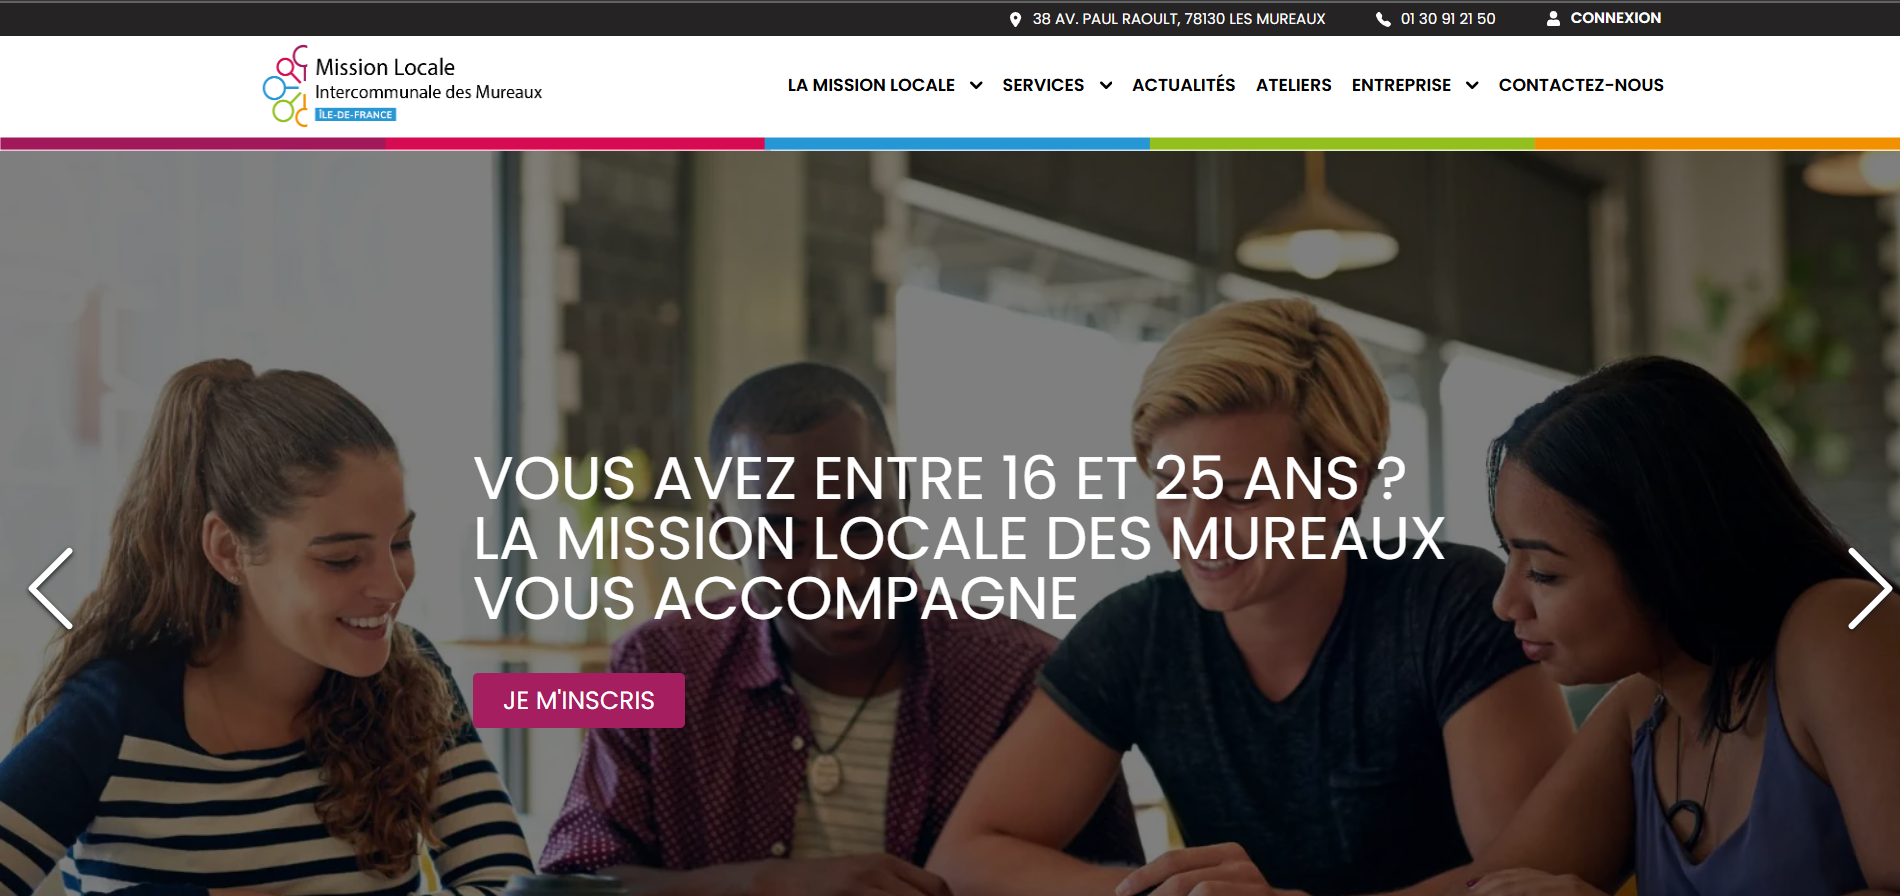 38 AV. PAUL RAOULT, 78130 LES MUREAUX
01 30 91 21 50
CONNEXION
Mission Locale
Intercommunale des Mureaux
ÎLE-DE-FRANCE
LA MISSION LOCALE
SERVICES
ACTUALITÉS
ATELIERS
ENTREPRISE
CONTACTEZ-NOUS
VOUS AVEZ ENTRE 16 ET 25 ANS ?
LA MISSION LOCALE DES MUREAUX
VOUS ACCOMPAGNE
JE M'INSCRIS